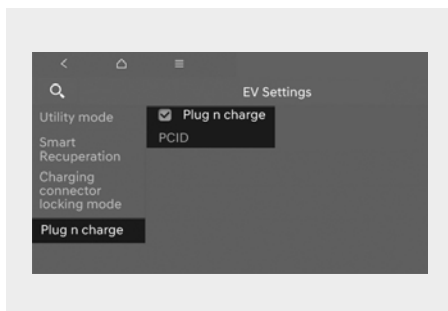 EV Settings
Utility mode
Smart
Recuperation
Charging
connector
locking mode
Plug n charge
Plug n charge
PCID